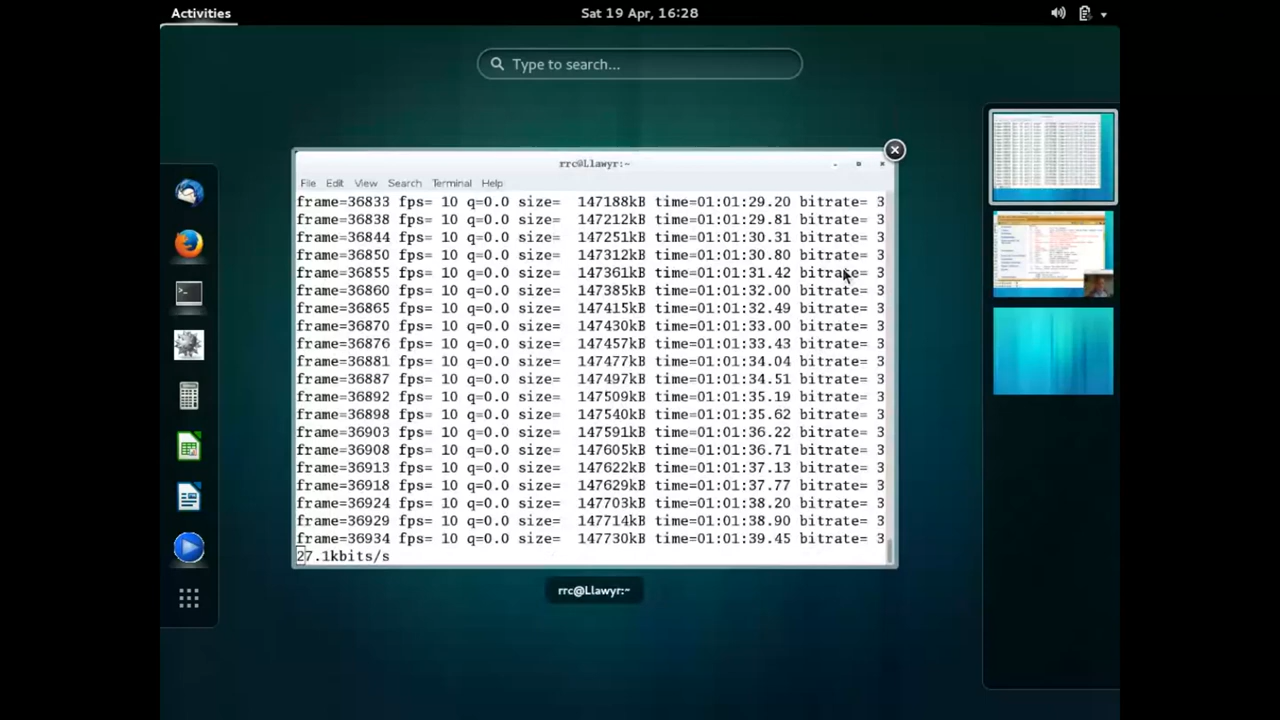 Activities
Sat 19 Apr, 16:28
Type to search...
rrc@Llawyr:~
File Edit View Search Terminal Help
frame=36833 fps= 10 q=0.0 size= 147188kB time=01:01:29.20 bitrate= 3
frame=36838 fps= 10 q=0.0 size= 147212kB time=01:01:29.81 bitrate= 3
frame=36844 fps= 10 q=0.0 size= 147251kB time=01:01:30.31 bitrate= 3
frame=36850 fps= 10 q=0.0 size= 147312kB time=01:01:30.80 bitrate= 3
frame=36855 fps= 10 q=0.0 size= 147361kB time=01:01:31.43 bitrate= 3
frame=36860 fps= 10 q=0.0 size= 147385kB time=01:01:32.00 bitrate= 3
frame=36865 fps= 10 q=0.0 size= 147415kB time=01:01:32.49 bitrate= 3
frame=36870 fps= 10 q=0.0 size= 147430kB time=01:01:33.00 bitrate= 3
frame=36876 fps= 10 q=0.0 size= 147457kB time=01:01:33.43 bitrate= 3
frame=36881 fps= 10 q=0.0 size= 147477kB time=01:01:34.04 bitrate= 3
frame=36887 fps= 10 q=0.0 size= 147497kB time=01:01:34.51 bitrate= 3
frame=36892 fps= 10 q=0.0 size= 147509kB time=01:01:35.19 bitrate= 3
frame=36898 fps= 10 q=0.0 size= 147540kB time=01:01:35.62 bitrate= 3
frame=36903 fps= 10 q=0.0 size= 147591kB time=01:01:36.22 bitrate= 3
frame=36908 fps= 10 q=0.0 size= 147605kB time=01:01:36.71 bitrate= 3
frame=36913 fps= 10 q=0.0 size= 147622kB time=01:01:37.13 bitrate= 3
frame=36918 fps= 10 q=0.0 size= 147629kB time=01:01:37.77 bitrate= 3
frame=36924 fps= 10 q=0.0 size= 147703kB time=01:01:38.20 bitrate= 3
frame=36929 fps= 10 q=0.0 size= 147714kB time=01:01:38.90 bitrate= 3
frame=36934 fps= 10 q=0.0 size= 147730kB time=01:01:39.45 bitrate= 3
27.1kbits/s
rrc@Llawyr:~